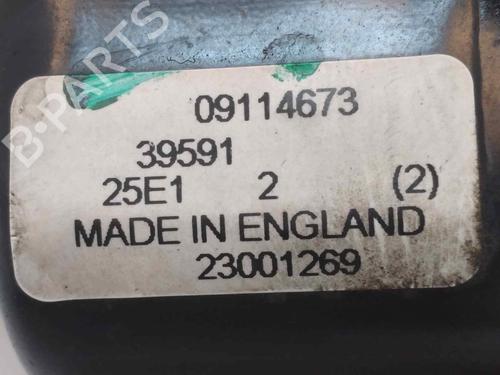 09114673
39591
25E1 2 (2)
MADE IN ENGLAND
23001269
B-PARTS